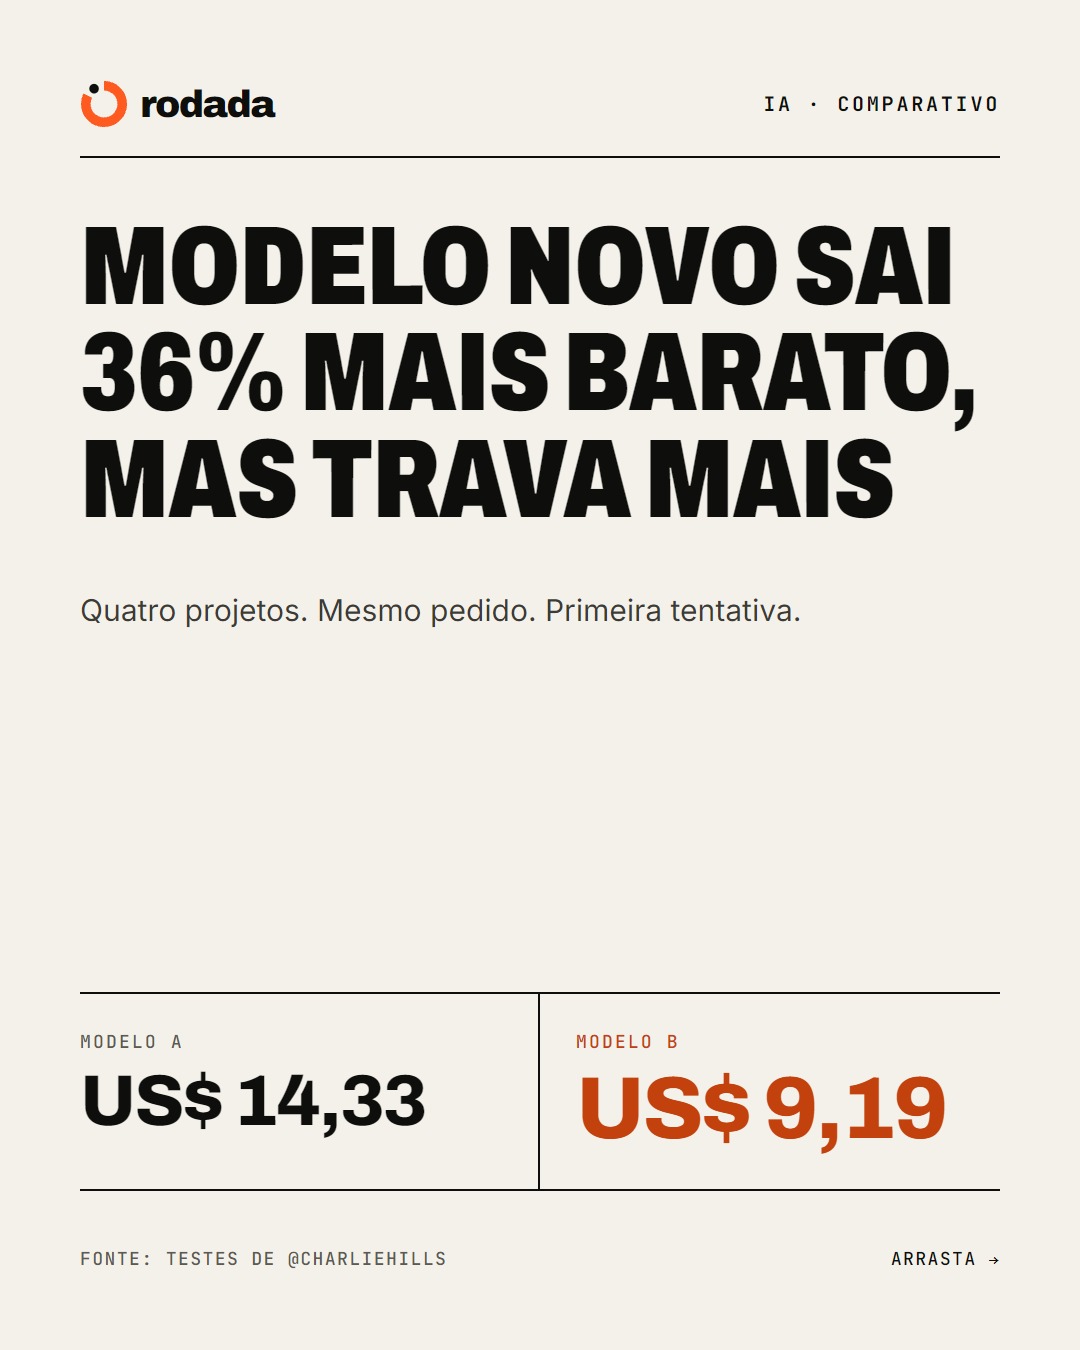 rodada
IA · COMPARATIVO
MODELO NOVO SAI
36% MAIS BARATO,
MAS TRAVA MAIS
Quatro projetos. Mesmo pedido. Primeira tentativa.
MODELO A
US$ 14,33
MODELO B
US$ 9,19
FONTE: TESTES DE @CHARLIEHILLS
ARRASTA →